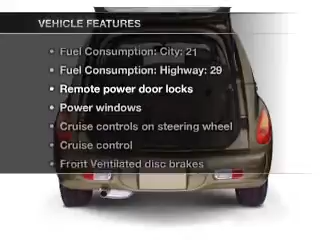 VEHICLE FEATURES
• Fuel Consumption: City: 21
• Fuel Consumption: Highway: 29
• Remote power door locks
• Power windows
• Cruise controls on steering wheel
• Cruise control
• Front Ventilated disc brakes